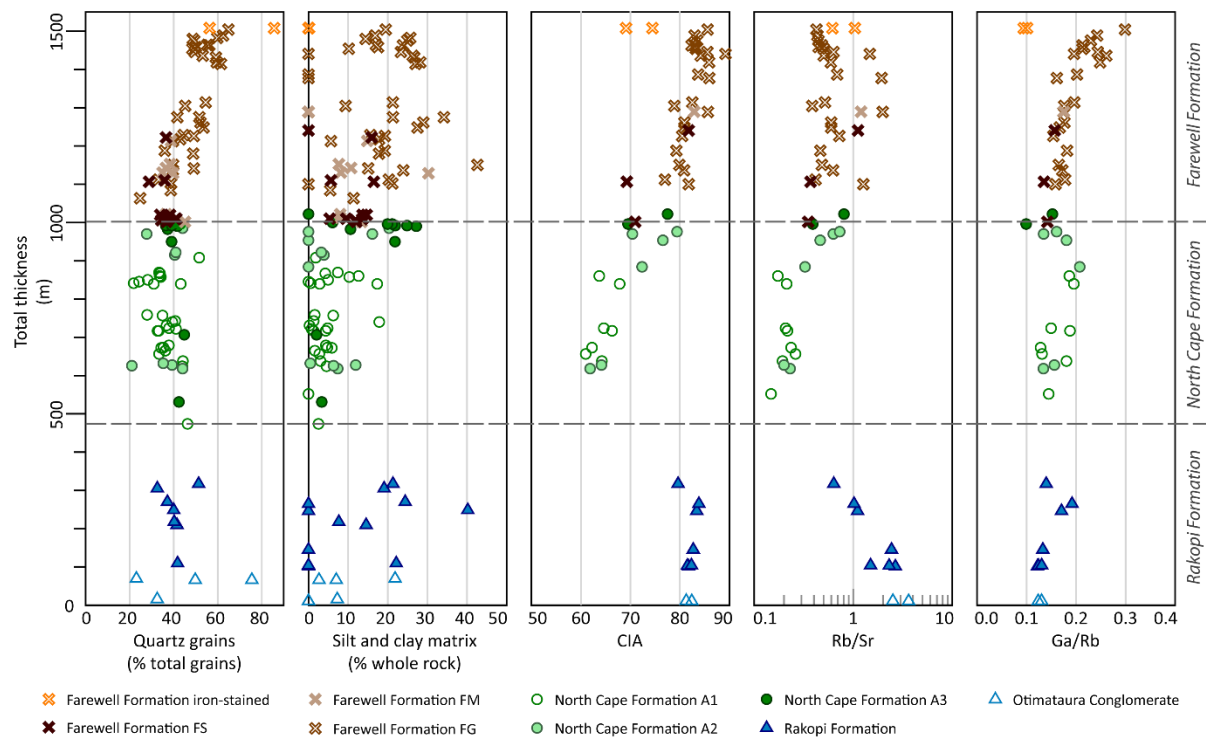 1500
1000
500
0
Total thickness
(m)
Farewell Formation
North Cape Formation
Rakopi Formation
0 20 40 60 80
0 10 20 30 40 50
50 60 70 80 90
0.1 1 10
0.0 0.1 0.2 0.3 0.4
Quartz grains
(% total grains)
Silt and clay matrix
(% whole rock)
CIA
Rb/Sr
Ga/Rb
Farewell Formation iron-stained
Farewell Formation FM
North Cape Formation A1
North Cape Formation A3
Otimataura Conglomerate
Farewell Formation FS
Farewell Formation FG
North Cape Formation A2
Rakopi Formation